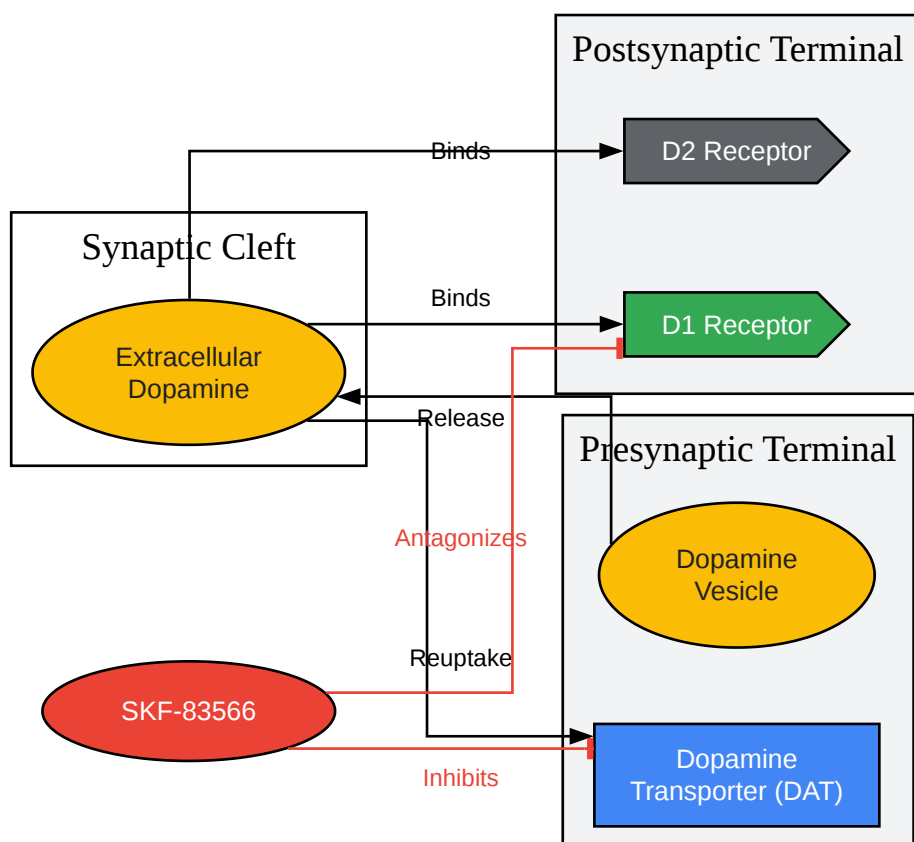 Postsynaptic Terminal
Binds
D2 Receptor
Synaptic Cleft
Binds
D1 Receptor
Extracellular
Dopamine
Release
Presynaptic Terminal
Antagonizes
Dopamine
Vesicle
Reuptake
SKF-83566
Inhibits
Dopamine
Transporter (DAT)